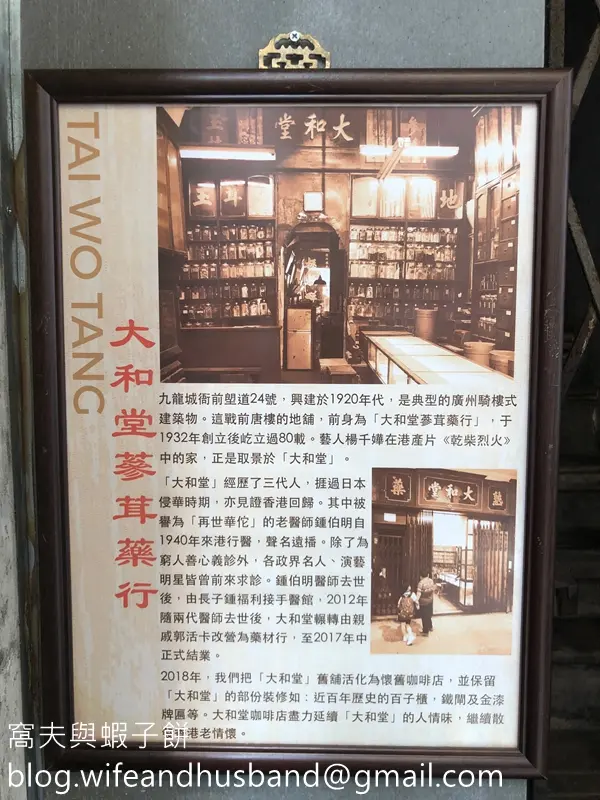 TAI WO TANG
大和堂蔘茸藥行
大和堂
九龍城衙前塱道24號，興建於1920年代，是典型的廣州騎樓式
建築物。這戰前唐樓的地舖，前身為「大和堂蔘茸藥行」，于
1932年創立後屹立過80載。藝人楊千嬅在港產片《乾柴烈火》
中的家，正是取景於「大和堂」。
「大和堂」經歷了三代人，捱過日本
侵華時期，亦見證香港回歸。其中被
譽為「再世華佗」的老醫師鍾伯明自
1940年來港行醫，聲名遠播。除了為
窮人善心義診外，各政界名人、演藝
明星皆曾前來求診。鍾伯明醫師去世
後，由長子鍾福利接手醫館，2012年
隨兩代醫師去世後，大和堂輾轉由親
戚郭活卡改營為藥材行，至2017年中
正式結業。
大和堂
藥
2018年，我們把「大和堂」舊舖活化為懷舊咖啡店，並保留
「大和堂」的部份裝修如：近百年歷史的百子櫃，鐵閘及金漆
牌匾等。大和堂咖啡店盡力延續「大和堂」的人情味，繼續散
港老情懷。
窩夫與蝦子餅
blog.wifeandhusband@gmail.com